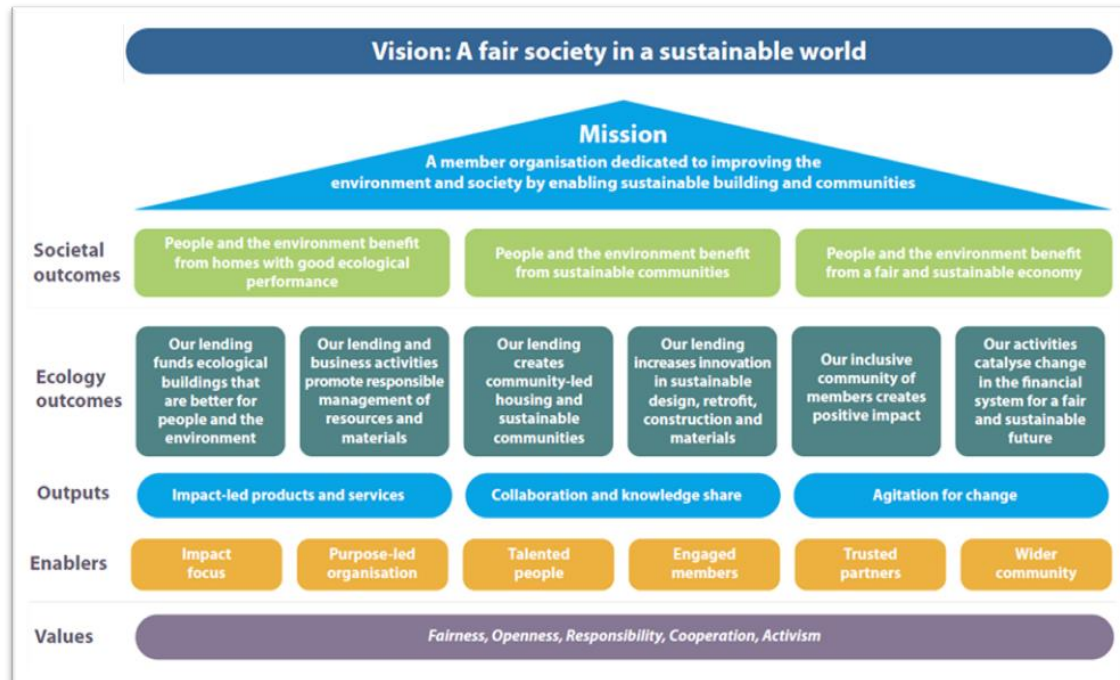 Vision: A fair society in a sustainable world
Mission
A member organisation dedicated to improving the
environment and society by enabling sustainable building and communities
Societal
outcomes
People and the environment benefit
from homes with good ecological
performance
People and the environment benefit
from sustainable communities
People and the environment benefit
from a fair and sustainable economy
Ecology
outcomes
Our lending
funds ecological
buildings that
are better for
people and the
environment
Our lending and
business activities
promote responsible
management of
resources and
materials
Our lending
creates
community-led
housing and
sustainable
communities
Our lending
increases innovation
in sustainable
design, retrofit,
construction and
materials
Our inclusive
community of
members creates
positive impact
Our activities
catalyse change
in the financial
system for a fair
and sustainable
future
Outputs
Impact-led products and services
Collaboration and knowledge share
Agitation for change
Enablers
Impact
focus
Purpose-led
organisation
Talented
people
Engaged
members
Trusted
partners
Wider
community
Values
Fairness, Openness, Responsibility, Cooperation, Activism